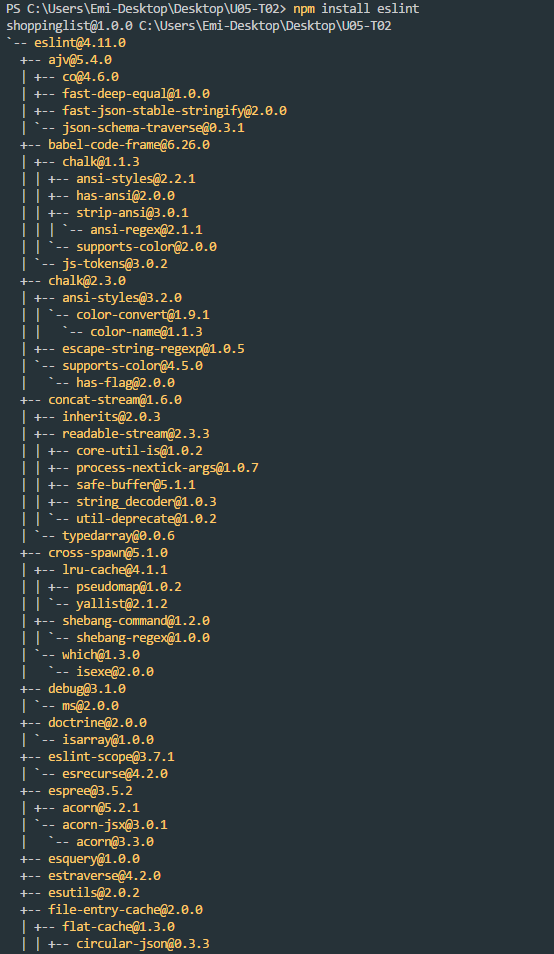 PS C:\Users\Emi-Desktop\Desktop\U05-T02> npm install eslint
shoppinglist@1.0.0 C:\Users\Emi-Desktop\Desktop\U05-T02
`-- eslint@4.11.0
  +-- ajv@5.4.0
  | +-- co@4.6.0
  | +-- fast-deep-equal@1.0.0
  | +-- fast-json-stable-stringify@2.0.0
  | `-- json-schema-traverse@0.3.1
  +-- babel-code-frame@6.26.0
  | +-- chalk@1.1.3
  | | +-- ansi-styles@2.2.1
  | | +-- has-ansi@2.0.0
  | | +-- strip-ansi@3.0.1
  | | | `-- ansi-regex@2.1.1
  | | `-- supports-color@2.0.0
  | `-- js-tokens@3.0.2
  +-- chalk@2.3.0
  | +-- ansi-styles@3.2.0
  | | `-- color-convert@1.9.1
  | |   `-- color-name@1.1.3
  | +-- escape-string-regexp@1.0.5
  | `-- supports-color@4.5.0
  |   `-- has-flag@2.0.0
  +-- concat-stream@1.6.0
  | +-- inherits@2.0.3
  | +-- readable-stream@2.3.3
  | | +-- core-util-is@1.0.2
  | | +-- process-nextick-args@1.0.7
  | | +-- safe-buffer@5.1.1
  | | +-- string_decoder@1.0.3
  | | `-- util-deprecate@1.0.2
  | `-- typedarray@0.0.6
  +-- cross-spawn@5.1.0
  | +-- lru-cache@4.1.1
  | | +-- pseudomap@1.0.2
  | | `-- yallist@2.1.2
  | +-- shebang-command@1.2.0
  | | `-- shebang-regex@1.0.0
  | `-- which@1.3.0
  |   `-- isexe@2.0.0
  +-- debug@3.1.0
  | `-- ms@2.0.0
  +-- doctrine@2.0.0
  | `-- isarray@1.0.0
  +-- eslint-scope@3.7.1
  | `-- esrecurse@4.2.0
  +-- espree@3.5.2
  | +-- acorn@5.2.1
  | `-- acorn-jsx@3.0.1
  |   `-- acorn@3.3.0
  +-- esquery@1.0.0
  +-- estraverse@4.2.0
  +-- esutils@2.0.2
  +-- file-entry-cache@2.0.0
  | +-- flat-cache@1.3.0
  | | +-- circular-json@0.3.3